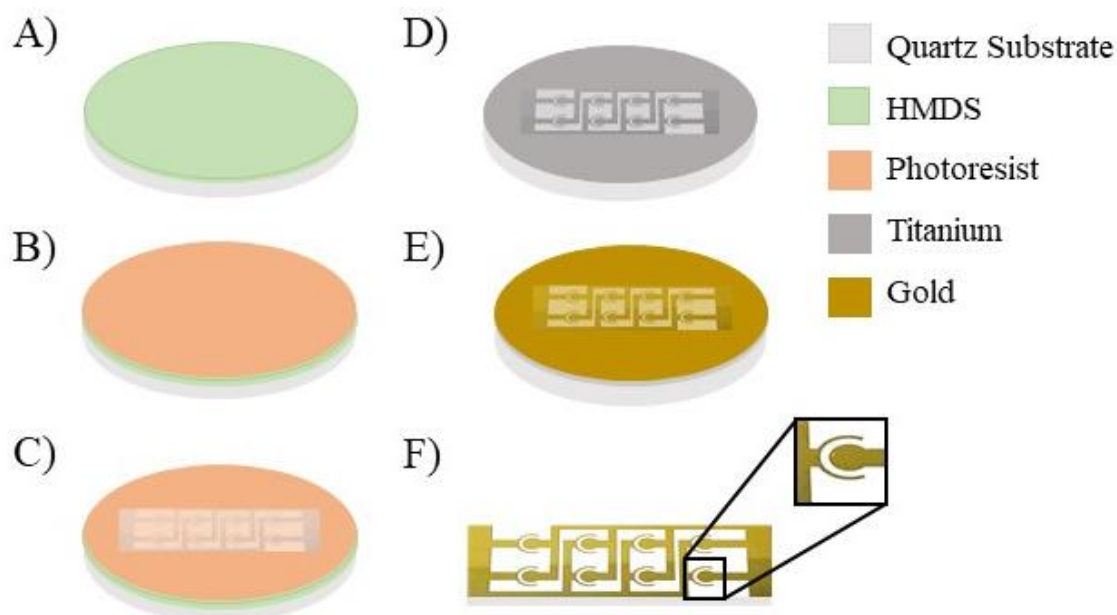 A)
D)
Quartz Substrate
HMDS
Photoresist
Titanium
Gold
B)
E)
C)
F)